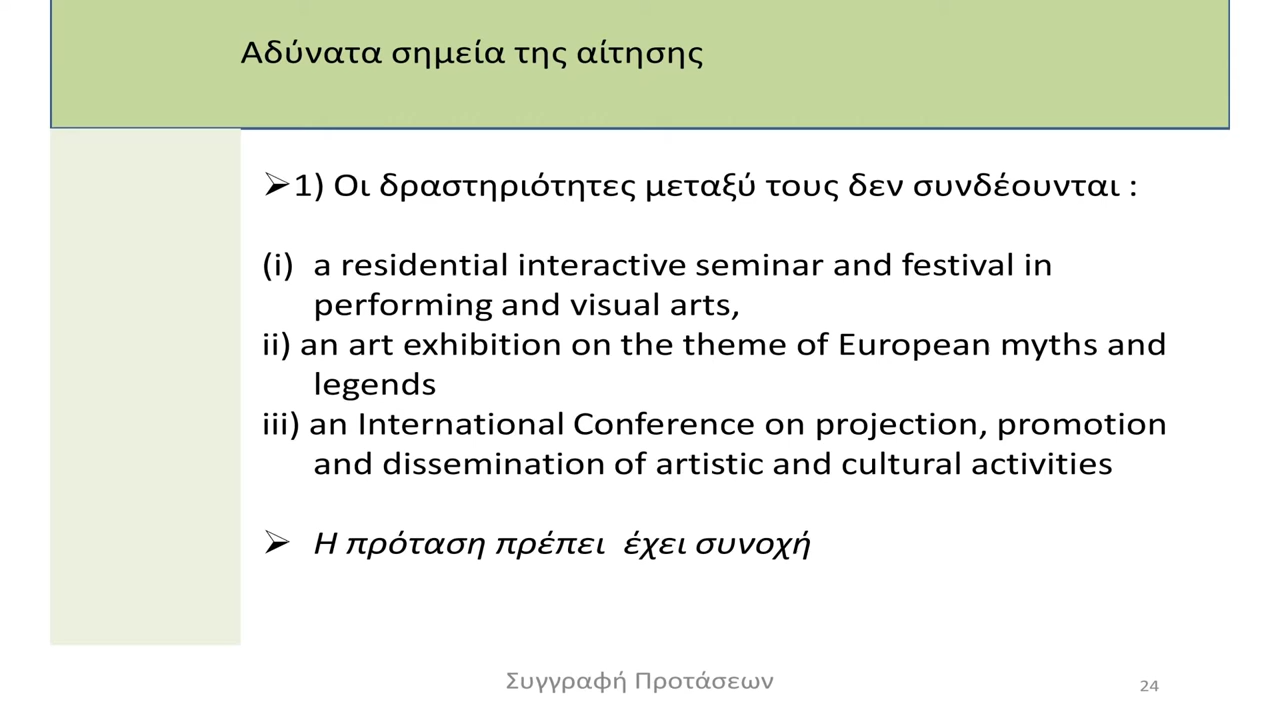 Αδύνατα σημεία της αίτησης
➢1) Οι δραστηριότητες μεταξύ τους δεν συνδέουνται :
(i) a residential interactive seminar and festival in
performing and visual arts,
ii) an art exhibition on the theme of European myths and
legends
iii) an International Conference on projection, promotion
and dissemination of artistic and cultural activities
➢ Η πρόταση πρέπει έχει συνοχή
Συγγραφή Προτάσεων
24